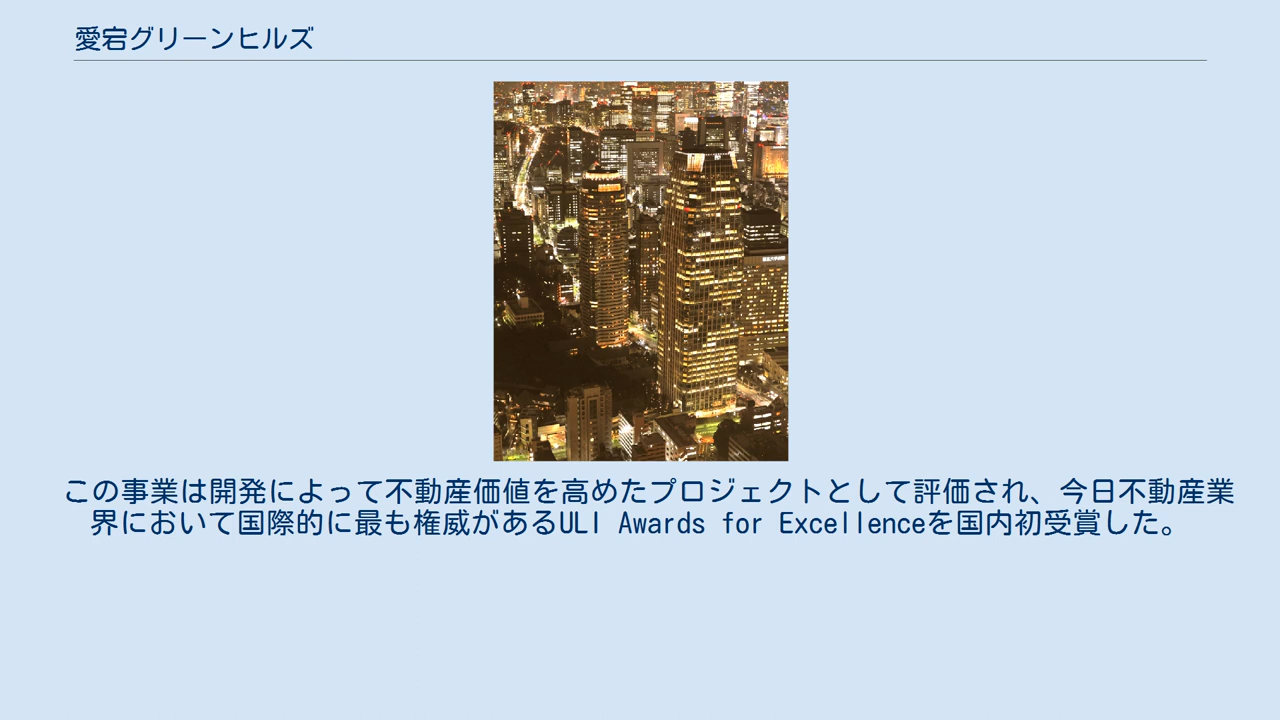 愛宕グリーンヒルズ
この事業は開発によって不動産価値を高めたプロジェクトとして評価され、今日不動産業
界において国際的に最も権威があるULI Awards for Excellenceを国内初受賞した。